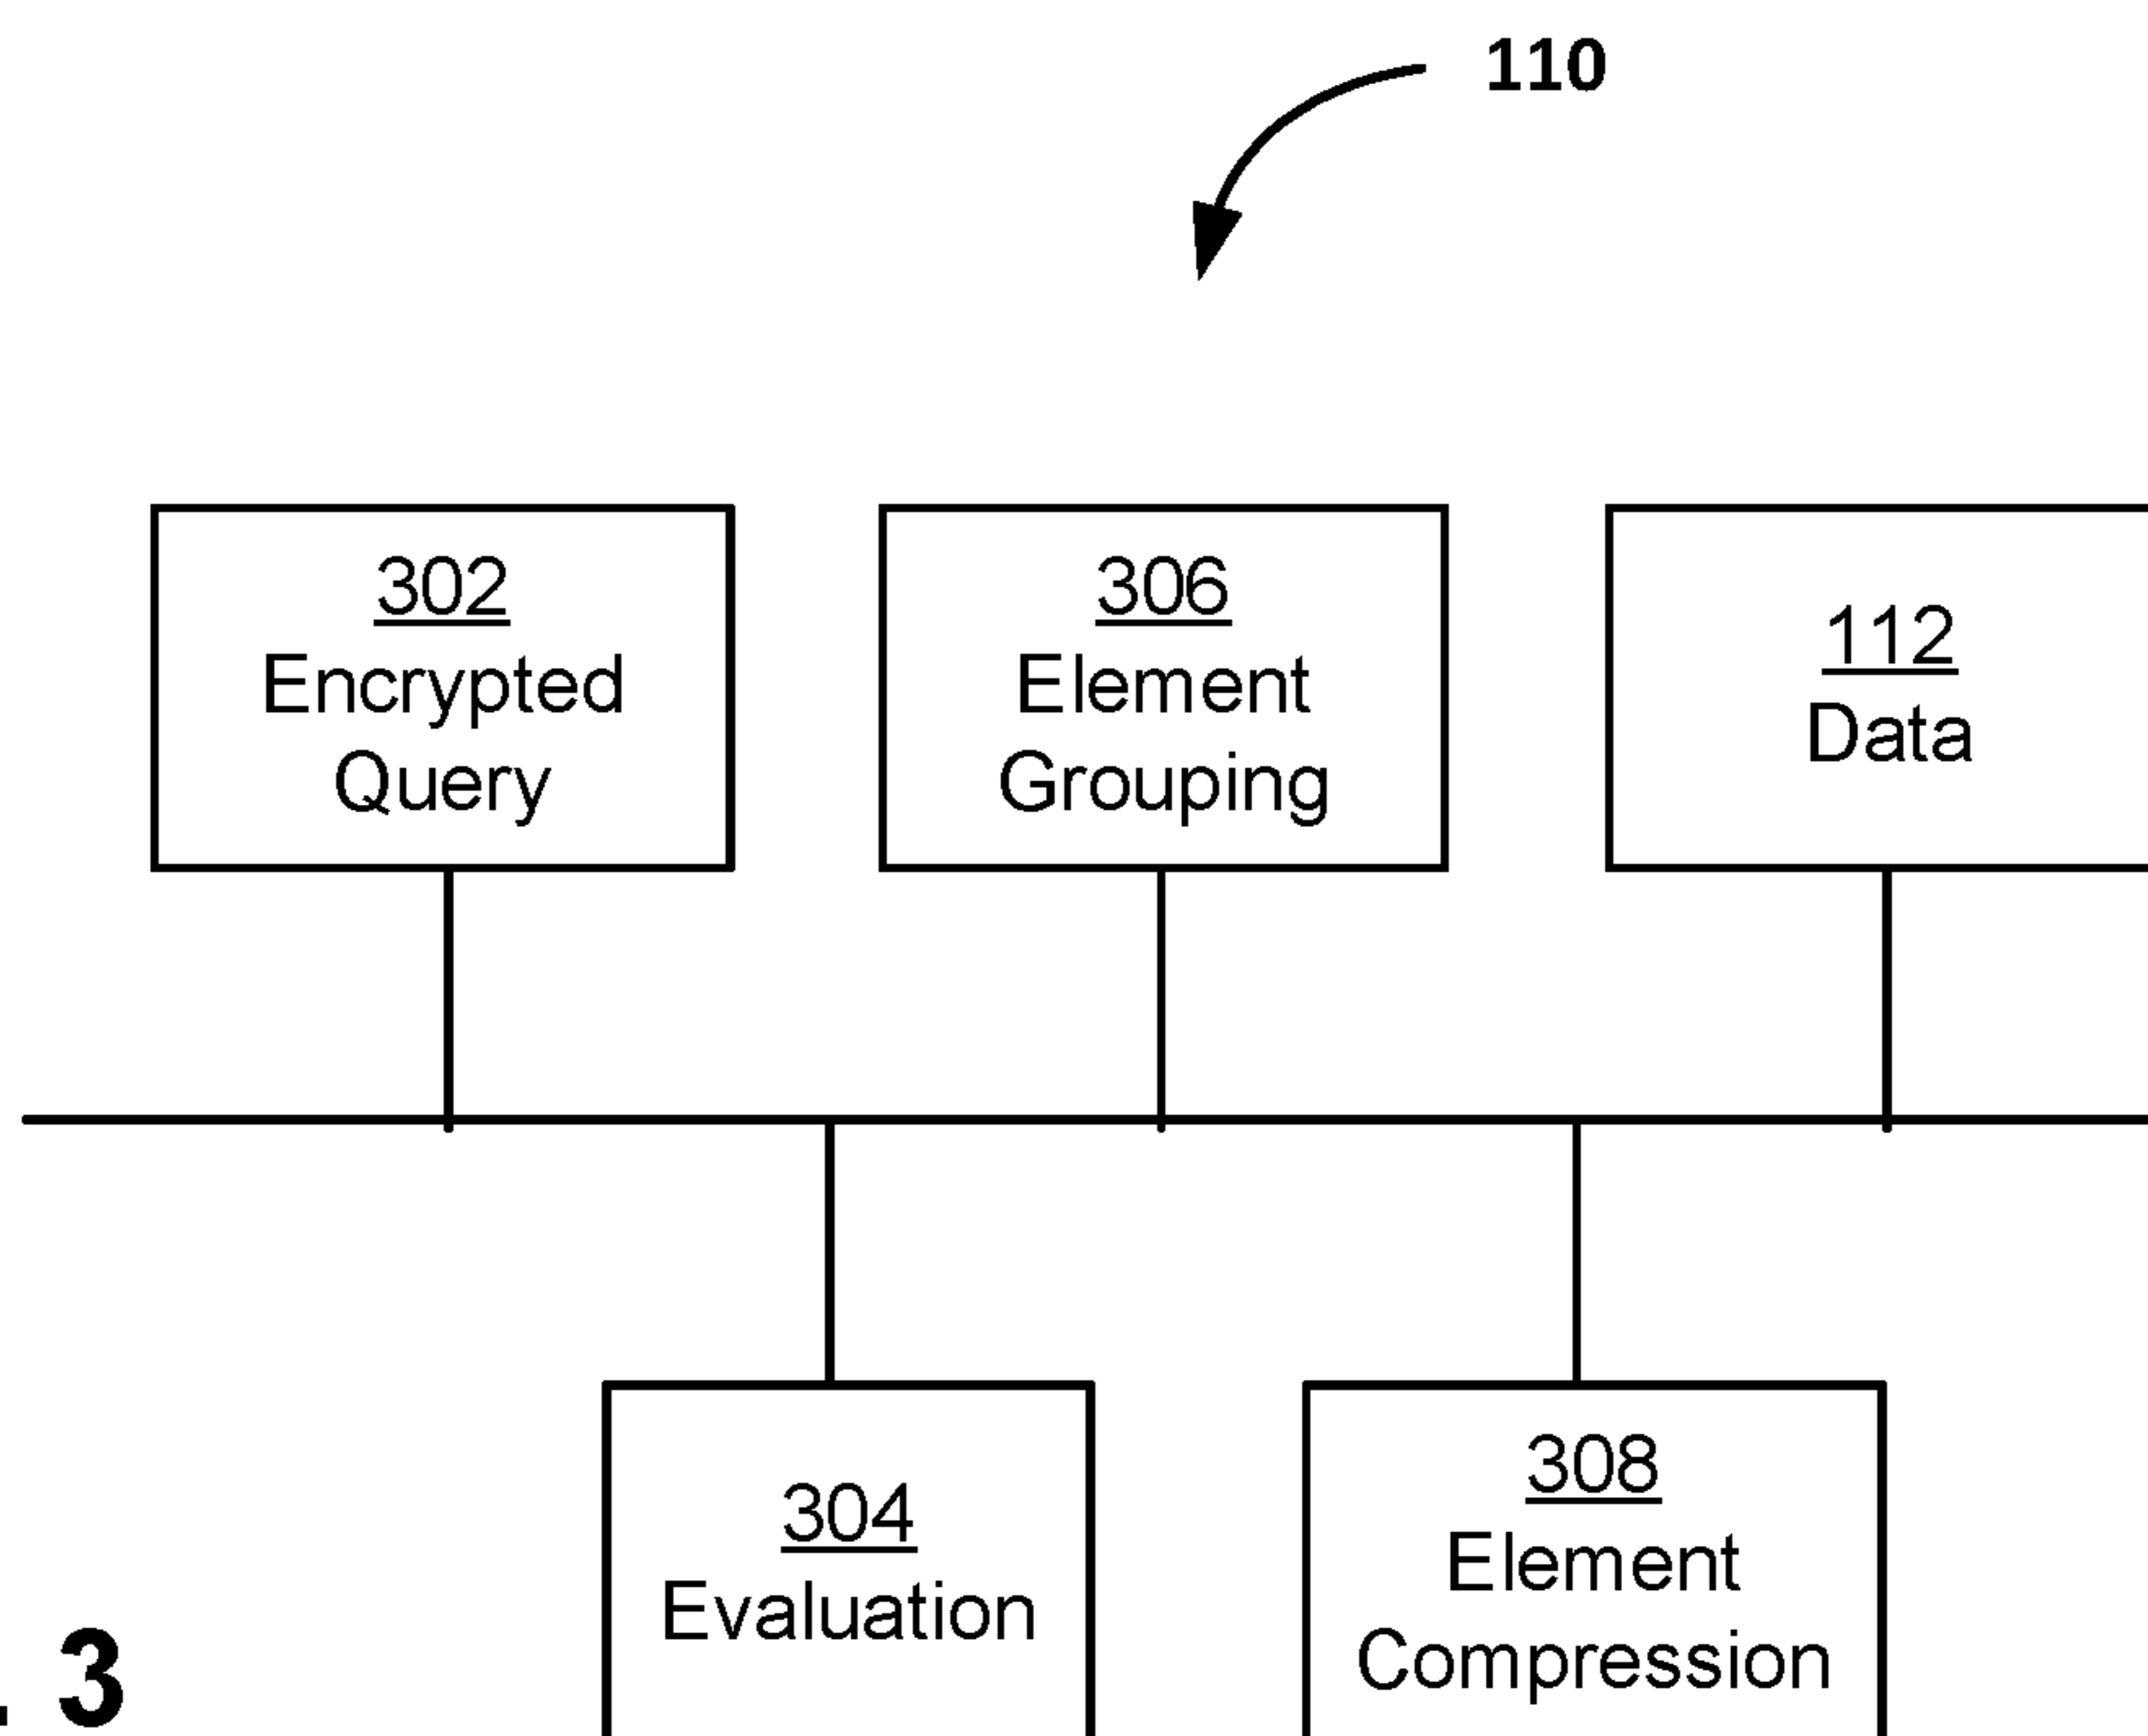 110
302
Encrypted
Query
306
Element
Grouping
112
Data
304
Evaluation
308
Element
Compression
. 3